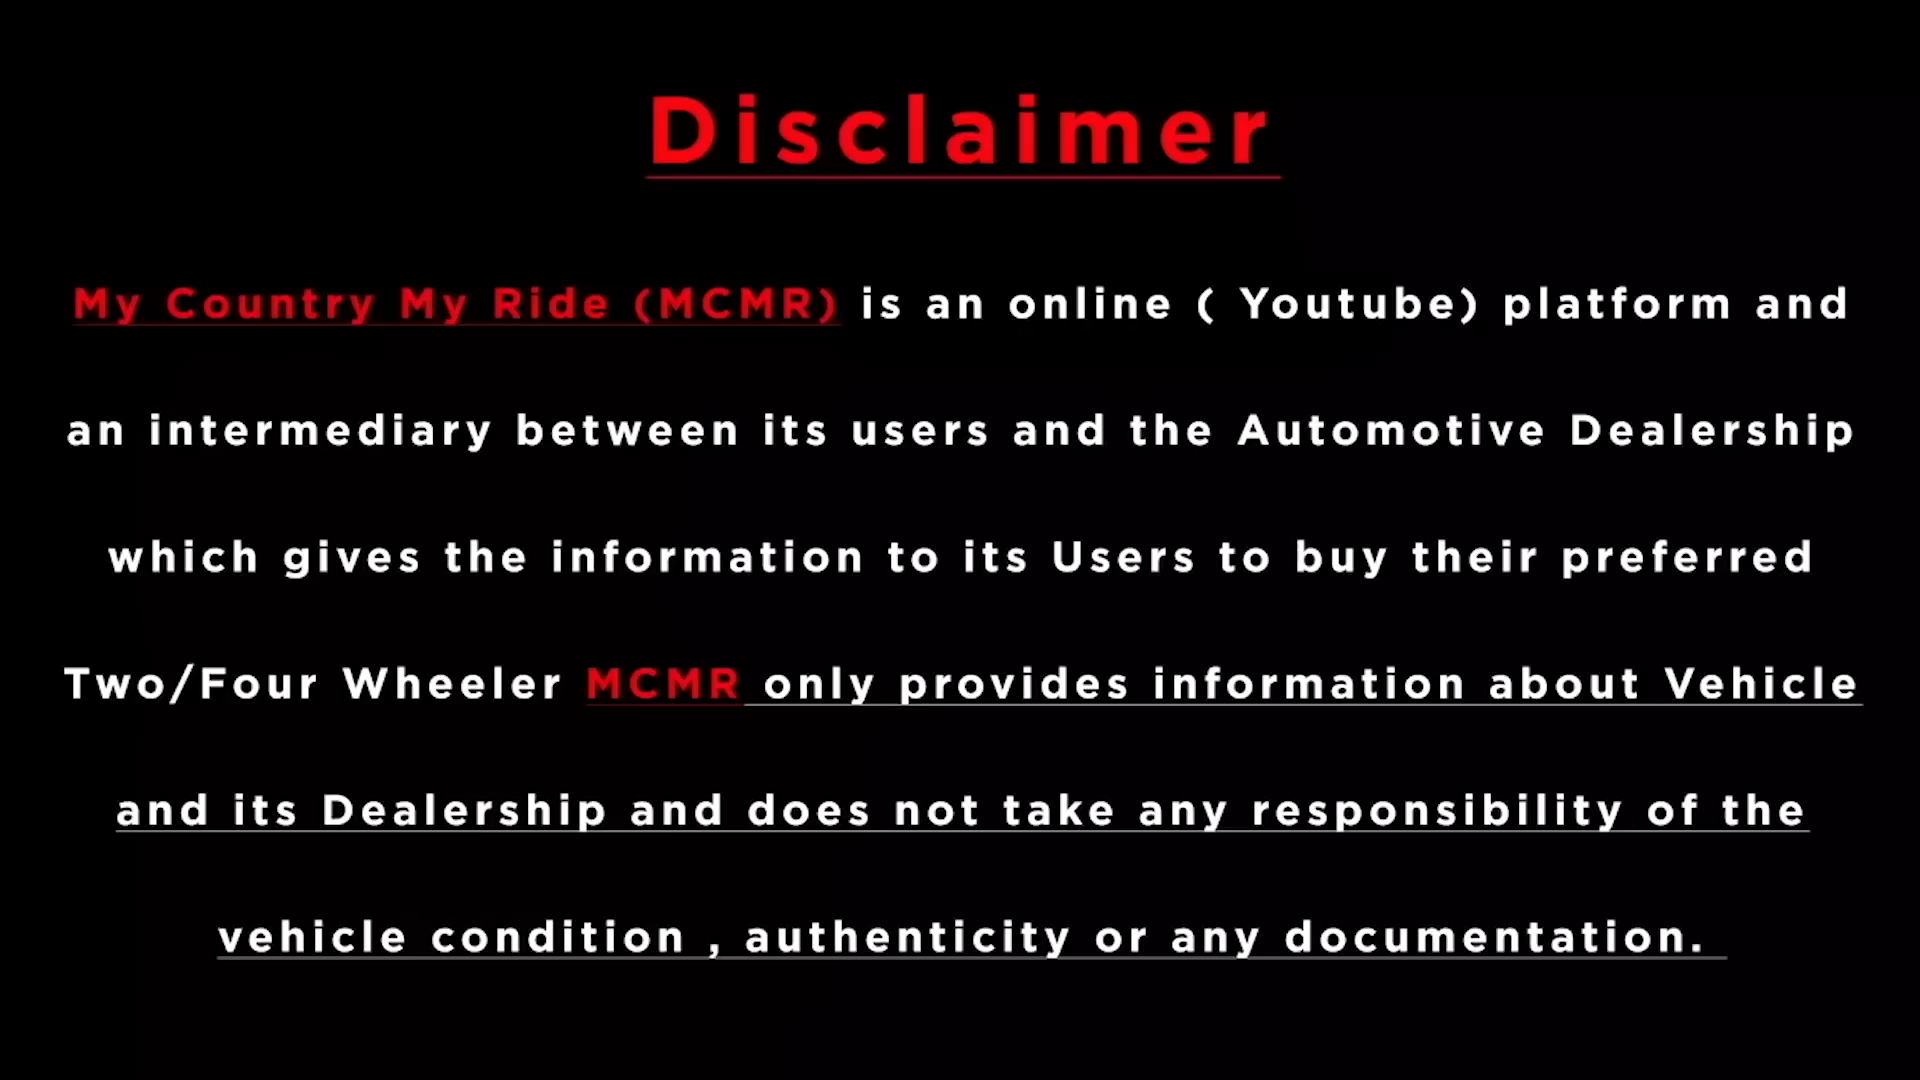 Disclaimer
My Country My Ride (MCMR) is an online ( Youtube) platform and
an intermediary between its users and the Automotive Dealership
which gives the information to its Users to buy their preferred
Two/Four Wheeler MCMR only provides information about Vehicle
and its Dealership and does not take any responsibility of the
vehicle condition , authenticity or any documentation.